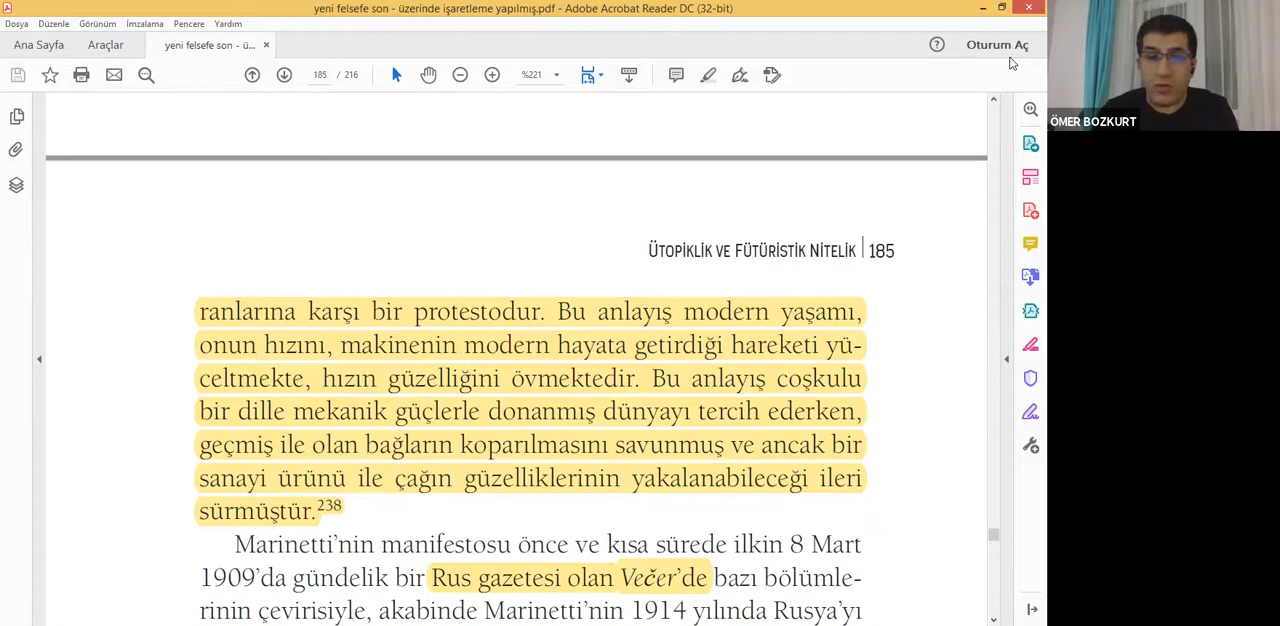 yeni felsefe son - üzerinde işaretleme yapılmış.pdf - Adobe Acrobat Reader DC (32-bit)
Dosya Düzenle Görünüm İmzalama Pencere Yardım
Ana Sayfa Araçlar yeni felsefe son - ü... × Oturum Aç
185 / 216 %221
ÖMER BOZKURT
ÜTOPİKLİK VE FÜTÜRİSTİK NİTELİK 185
ranlarına karşı bir protestodur. Bu anlayış modern yaşamı,
onun hızını, makinenin modern hayata getirdiği hareketi yü-
celtmekte, hızın güzelliğini övmektedir. Bu anlayış coşkulu
bir dille mekanik güçlerle donanmış dünyayı tercih ederken,
geçmiş ile olan bağların koparılmasını savunmuş ve ancak bir
sanayi ürünü ile çağın güzelliklerinin yakalanabileceği ileri
sürmüştür.238
Marinetti’nin manifestosu önce ve kısa sürede ilkin 8 Mart
1909’da gündelik bir Rus gazetesi olan Večer’de bazı bölümle-
rinin çevirisiyle, akabinde Marinetti’nin 1914 yılında Rusya’yı